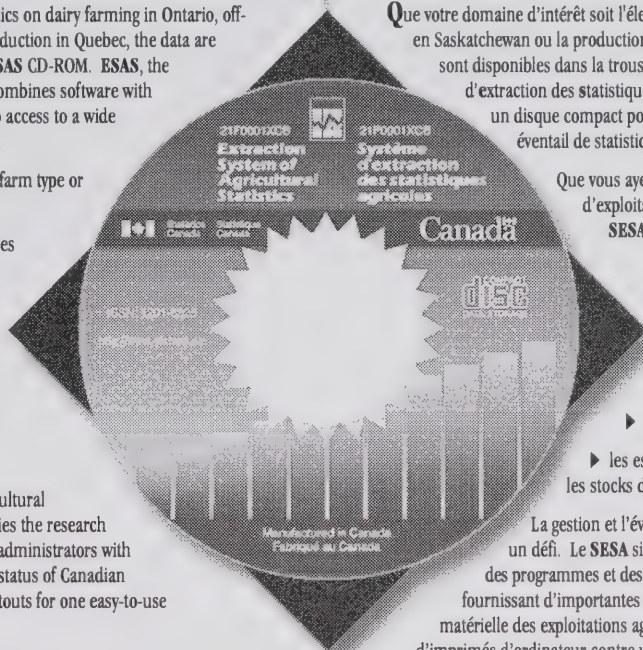 ics on dairy farming in Ontario, off-
duction in Quebec, the data are
SAS CD-ROM. ESAS, the
ombines software with
access to a wide
farm type or
es
ultural
ies the research
administrators with
status of Canadian
touts for one easy-to-use
21F0001XCB
Extraction
System of
Agricultural
Statistics
21F0001XCB
Système
d'extraction
des statistiques
agricoles
Statistics
Canada
Statistique
Canada
Canada
disc
Manufactured in Canada
Fabriqué au Canada
Que votre domaine d'intérêt soit l'éle
en Saskatchewan ou la production
sont disponibles dans la trous
d'extraction des statistique
un disque compact po
éventail de statistic
Que vous aye
d'exploits
SESA
▶
▶ les es
les stocks d
La gestion et l'év
un défi. Le SESA si
des programmes et des
fournissant d'importantes
matérielle des exploitations ag
d'imprimés d'ordinateur contre